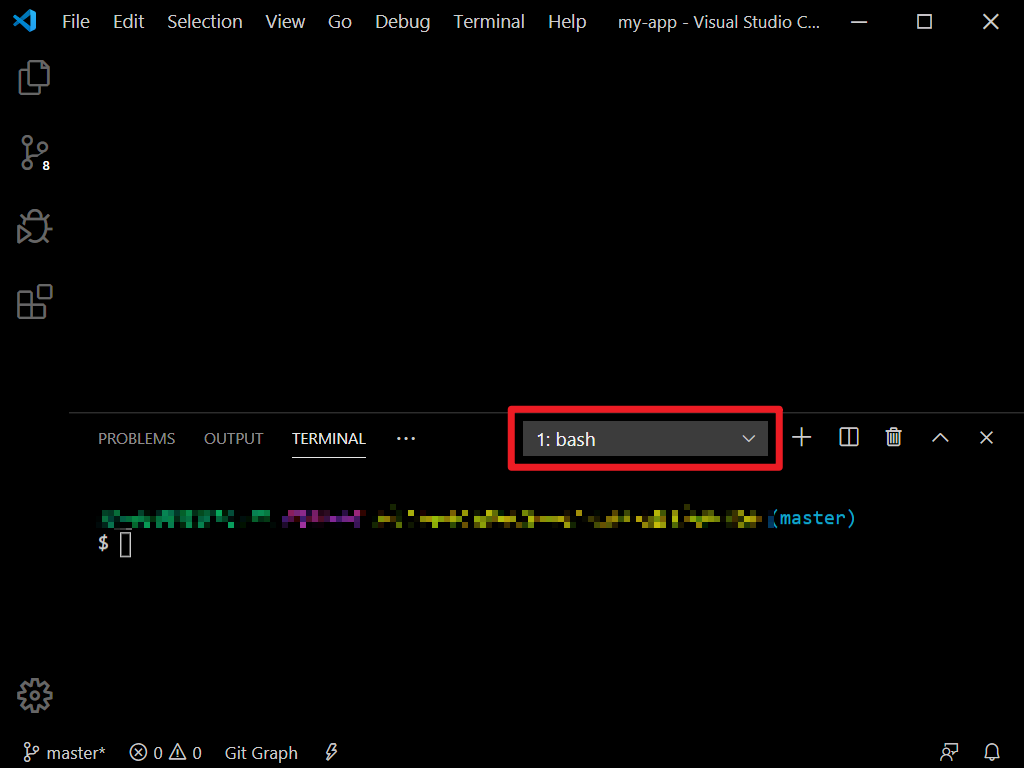 File Edit Selection View Go Debug Terminal Help my-app - Visual Studio C...
8
PROBLEMS OUTPUT TERMINAL ... 1: bash
(master)
$
master* 0 0 Git Graph